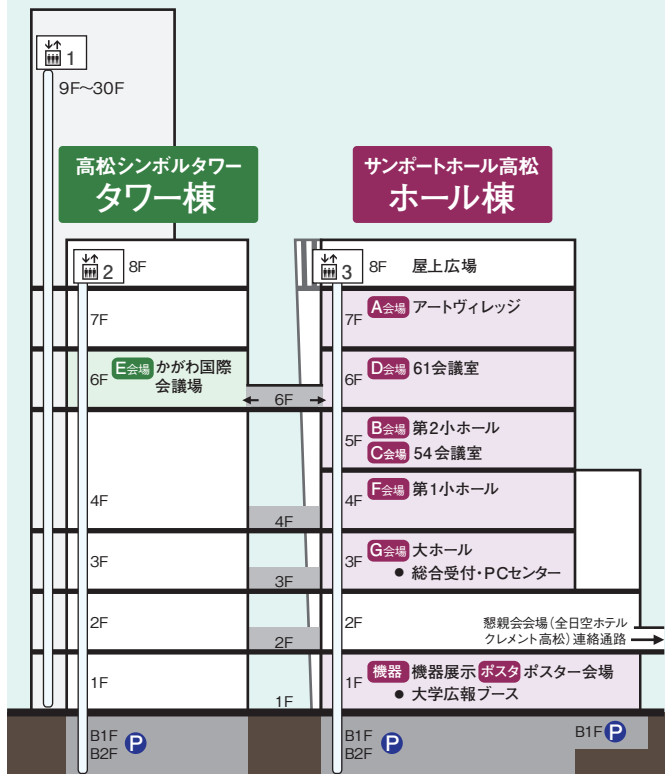 1
9F～30F
高松シンボルタワー
タワー棟
サンポートホール高松
ホール棟
2
8F
7F
6F
E会場 かがわ国際
会議場
4F
3F
2F
1F
B1F
B2F
P
6F
4F
3F
2F
1F
3
8F 屋上広場
7F
A会場 アートヴィレッジ
6F
D会場 61会議室
5F
B会場 第2小ホール
C会場 54会議室
4F
F会場 第1小ホール
3F
G会場 大ホール
● 総合受付・PCセンター
2F
懇親会会場（全日空ホテル
クレメント高松）連絡通路
1F
機器 機器展示 ポスタ ポスター会場
● 大学広報ブース
B1F
B2F
P
B1F P